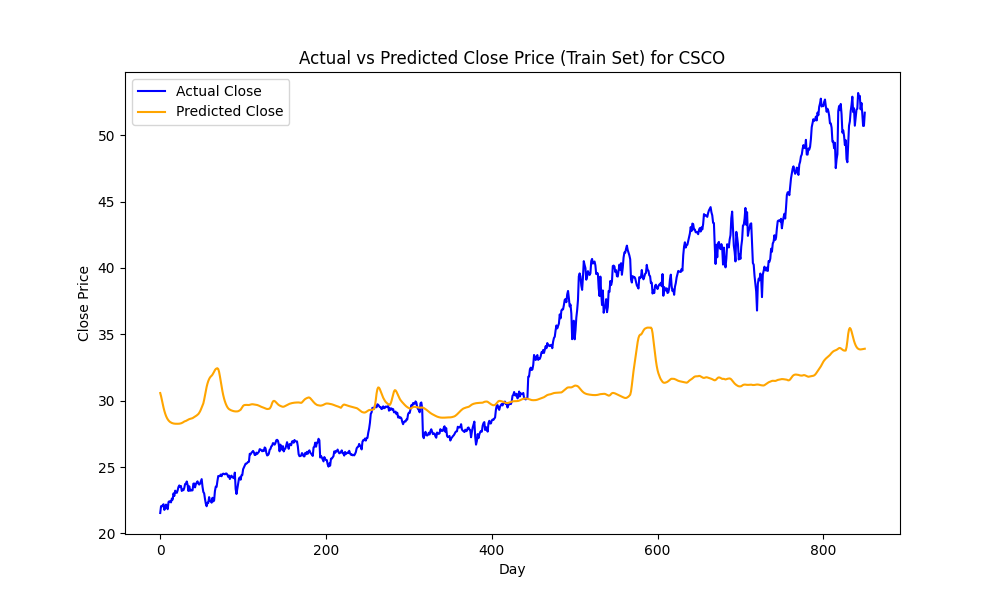 Actual vs Predicted Close Price (Train Set) for CSCO
Actual Close
Predicted Close
Close Price
50
45
40
35
30
25
20
0 200 400 600 800
Day